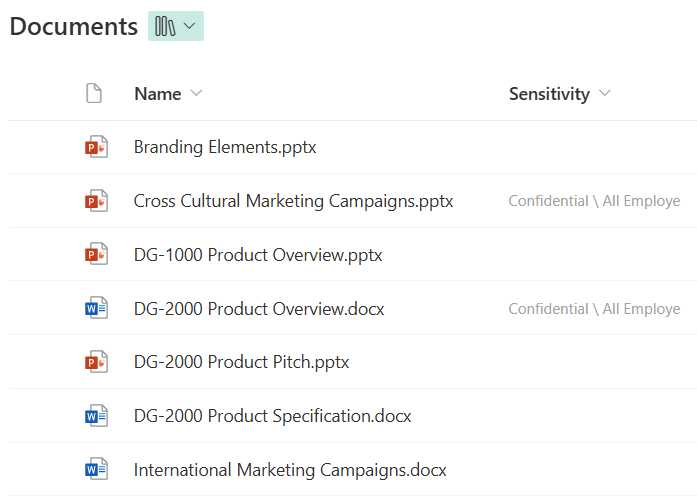 Documents
Name Sensitivity
Branding Elements.pptx
Cross Cultural Marketing Campaigns.pptx Confidential \ All Employe
DG-1000 Product Overview.pptx
DG-2000 Product Overview.docx Confidential \ All Employe
DG-2000 Product Pitch.pptx
DG-2000 Product Specification.docx
International Marketing Campaigns.docx